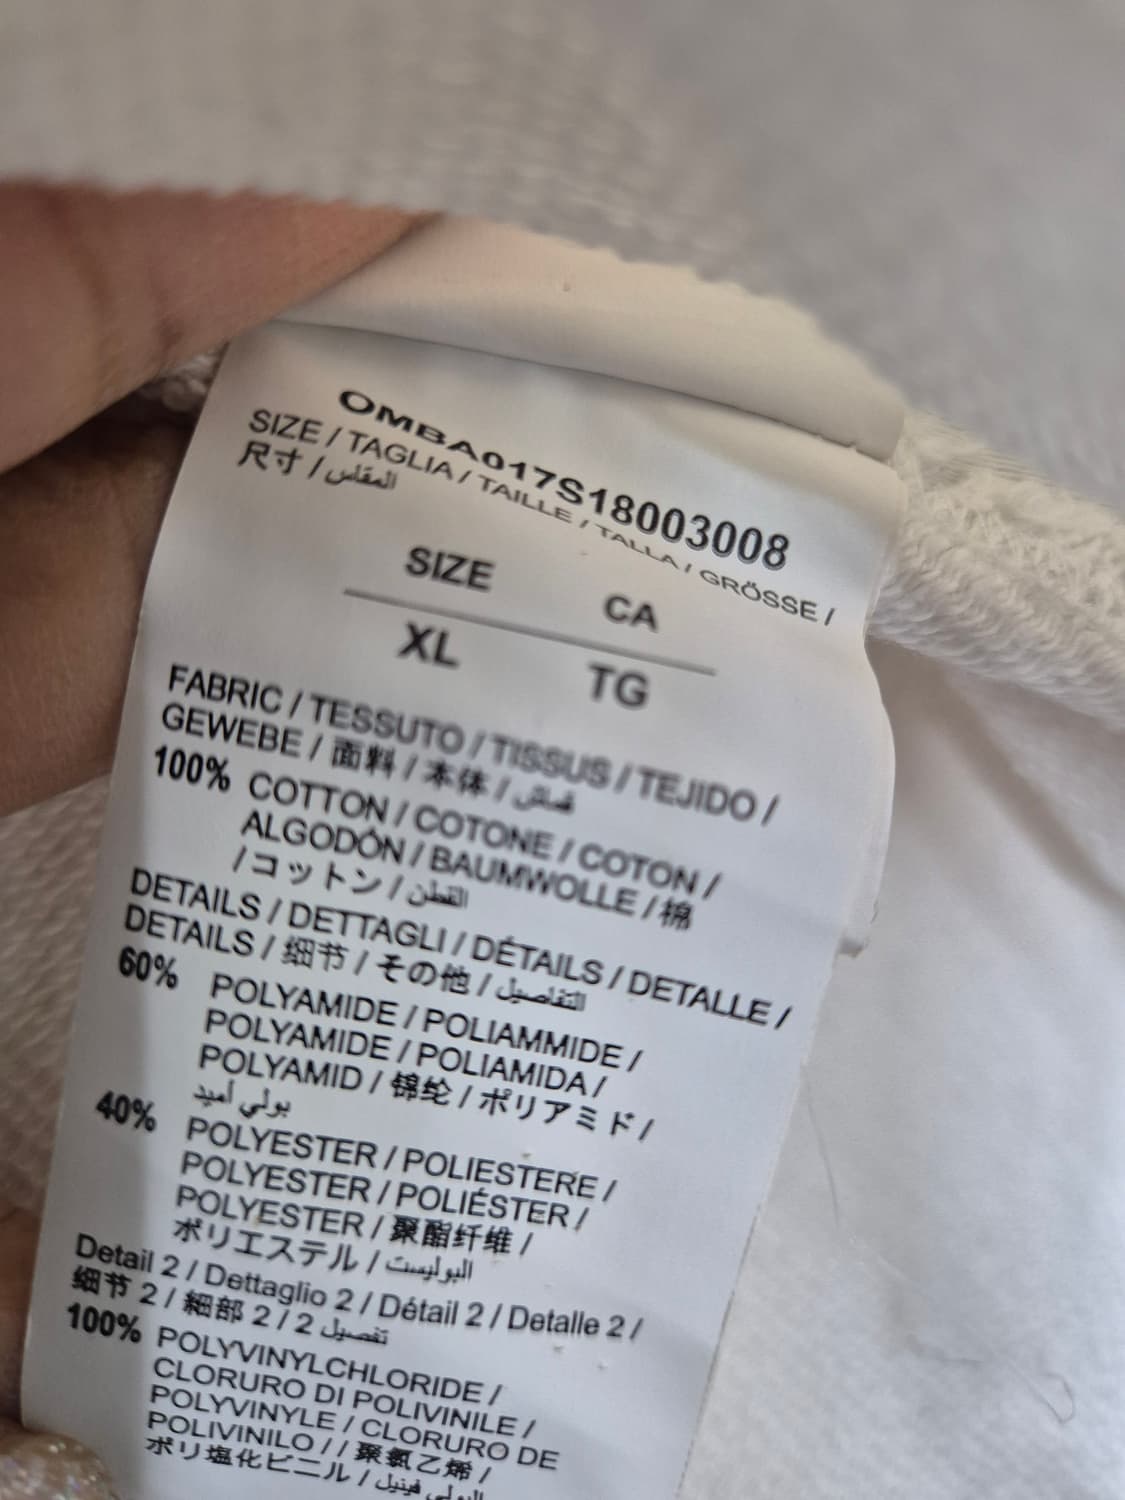 OMBA017S18003008
SIZE / TAGLIA / TAILLE / TALLA / GRÖSSE /
尺寸 / المقاس
SIZE CA
XL TG
FABRIC / TESSUTO / TISSUS / TEJIDO /
GEWEBE / 面料 / 本体 / قماش
100% COTTON / COTONE / COTON /
ALGODÓN / BAUMWOLLE / 棉
/ コットン / القطن
DETAILS / DETTAGLI / DÉTAILS / DETALLE /
DETAILS / 细节 / その他 / التفاصيل
60% POLYAMIDE / POLIAMMIDE /
POLYAMIDE / POLIAMIDA /
POLYAMID / 锦纶 / ポリアミド /
بولي أميد
40% POLYESTER / POLIESTERE /
POLYESTER / POLIÉSTER /
POLYESTER / 聚酯纤维 /
ポリエステル / البوليست
Detail 2 / Dettaglio 2 / Détail 2 / Detalle 2 /
细节 2 / 細部 2 / 2 تفصيل
100% POLYVINYLCHLORIDE /
CLORURO DI POLIVINILE /
POLYVINYLE / CLORURO DE
POLIVINILO / / 聚氯乙烯 /
ポリ塩化ビニル /